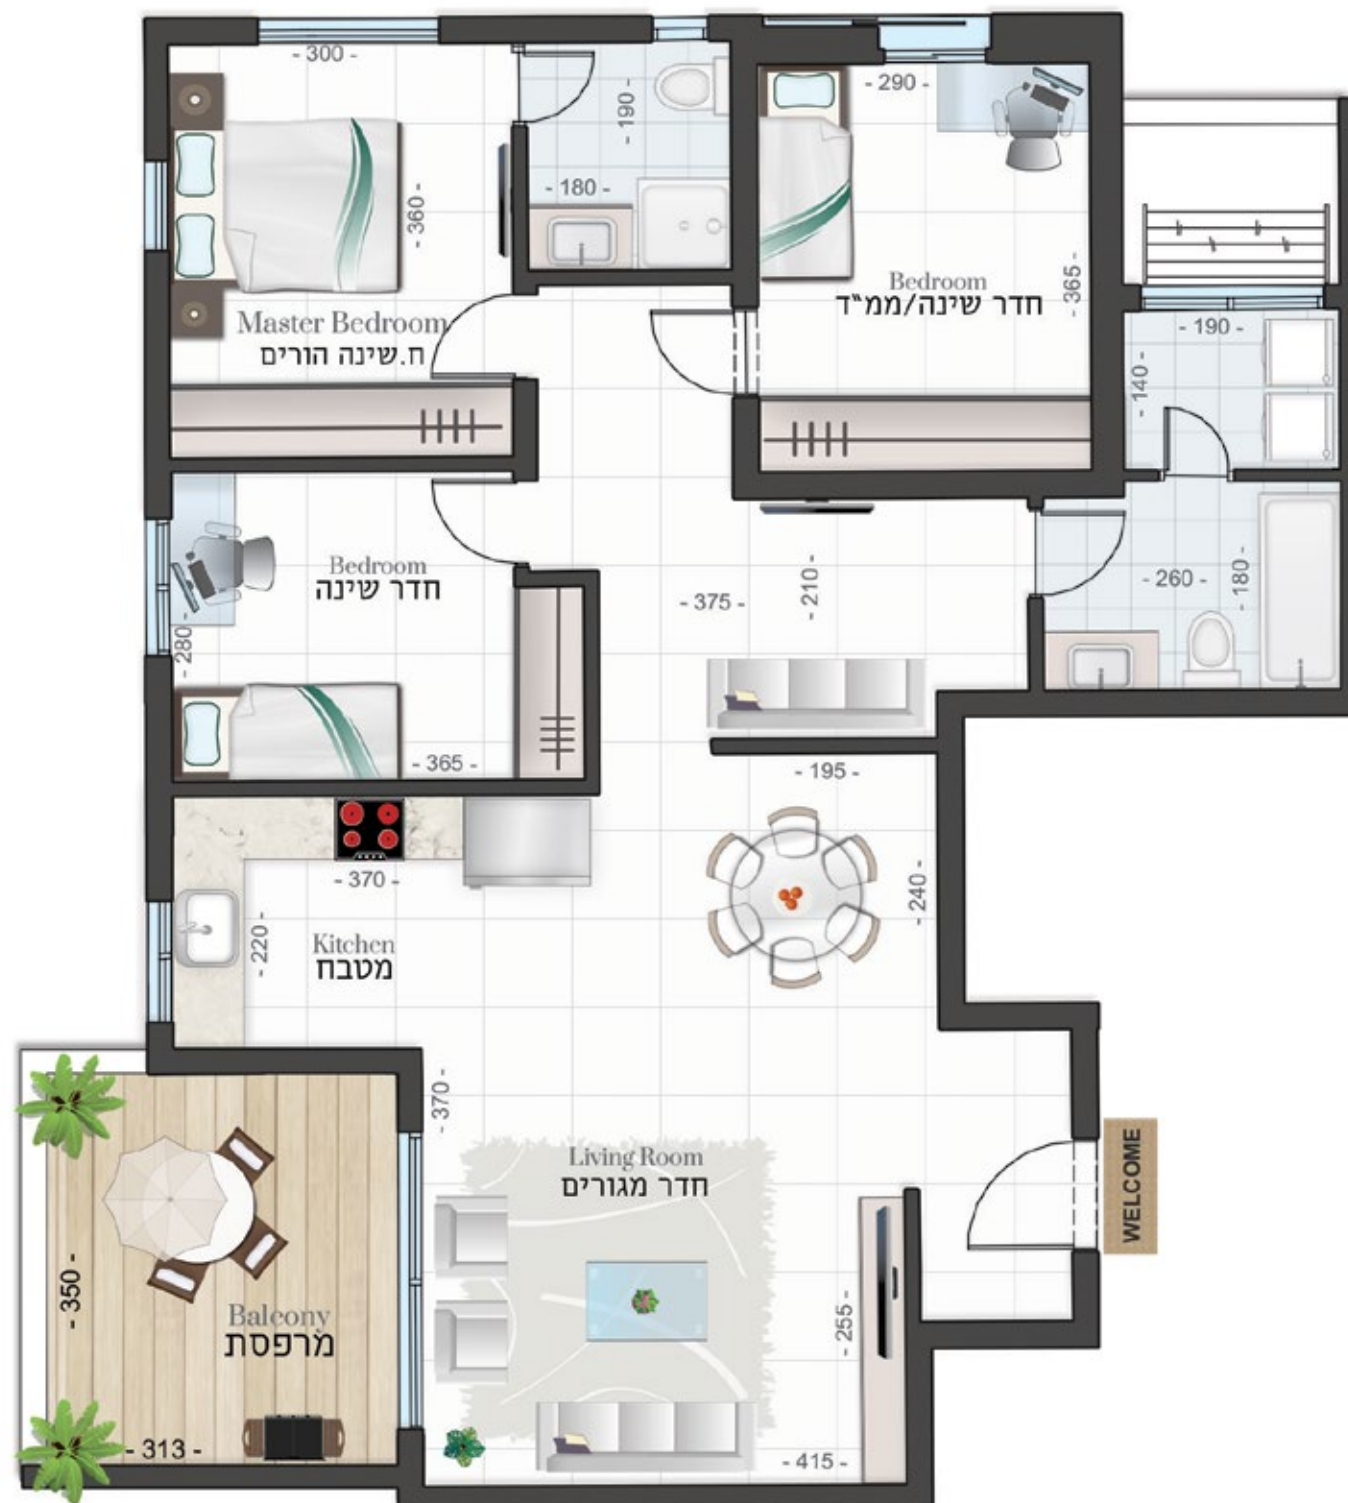 - 300 -
- 190 -
- 180 -
- 360 -
Master Bedroom
ח.שינה הורים
- 290 -
Bedroom
חדר שינה/ממ"ד
- 365 -
- 190 -
- 140 -
Bedroom
חדר שינה
- 280 -
- 365 -
- 375 -
- 210 -
- 260 -
- 180 -
- 195 -
- 240 -
- 370 -
- 220 -
Kitchen
מטבח
- 370 -
Living Room
חדר מגורים
- 255 -
- 415 -
WELCOME
- 350 -
Balcony
מרפסת
- 313 -